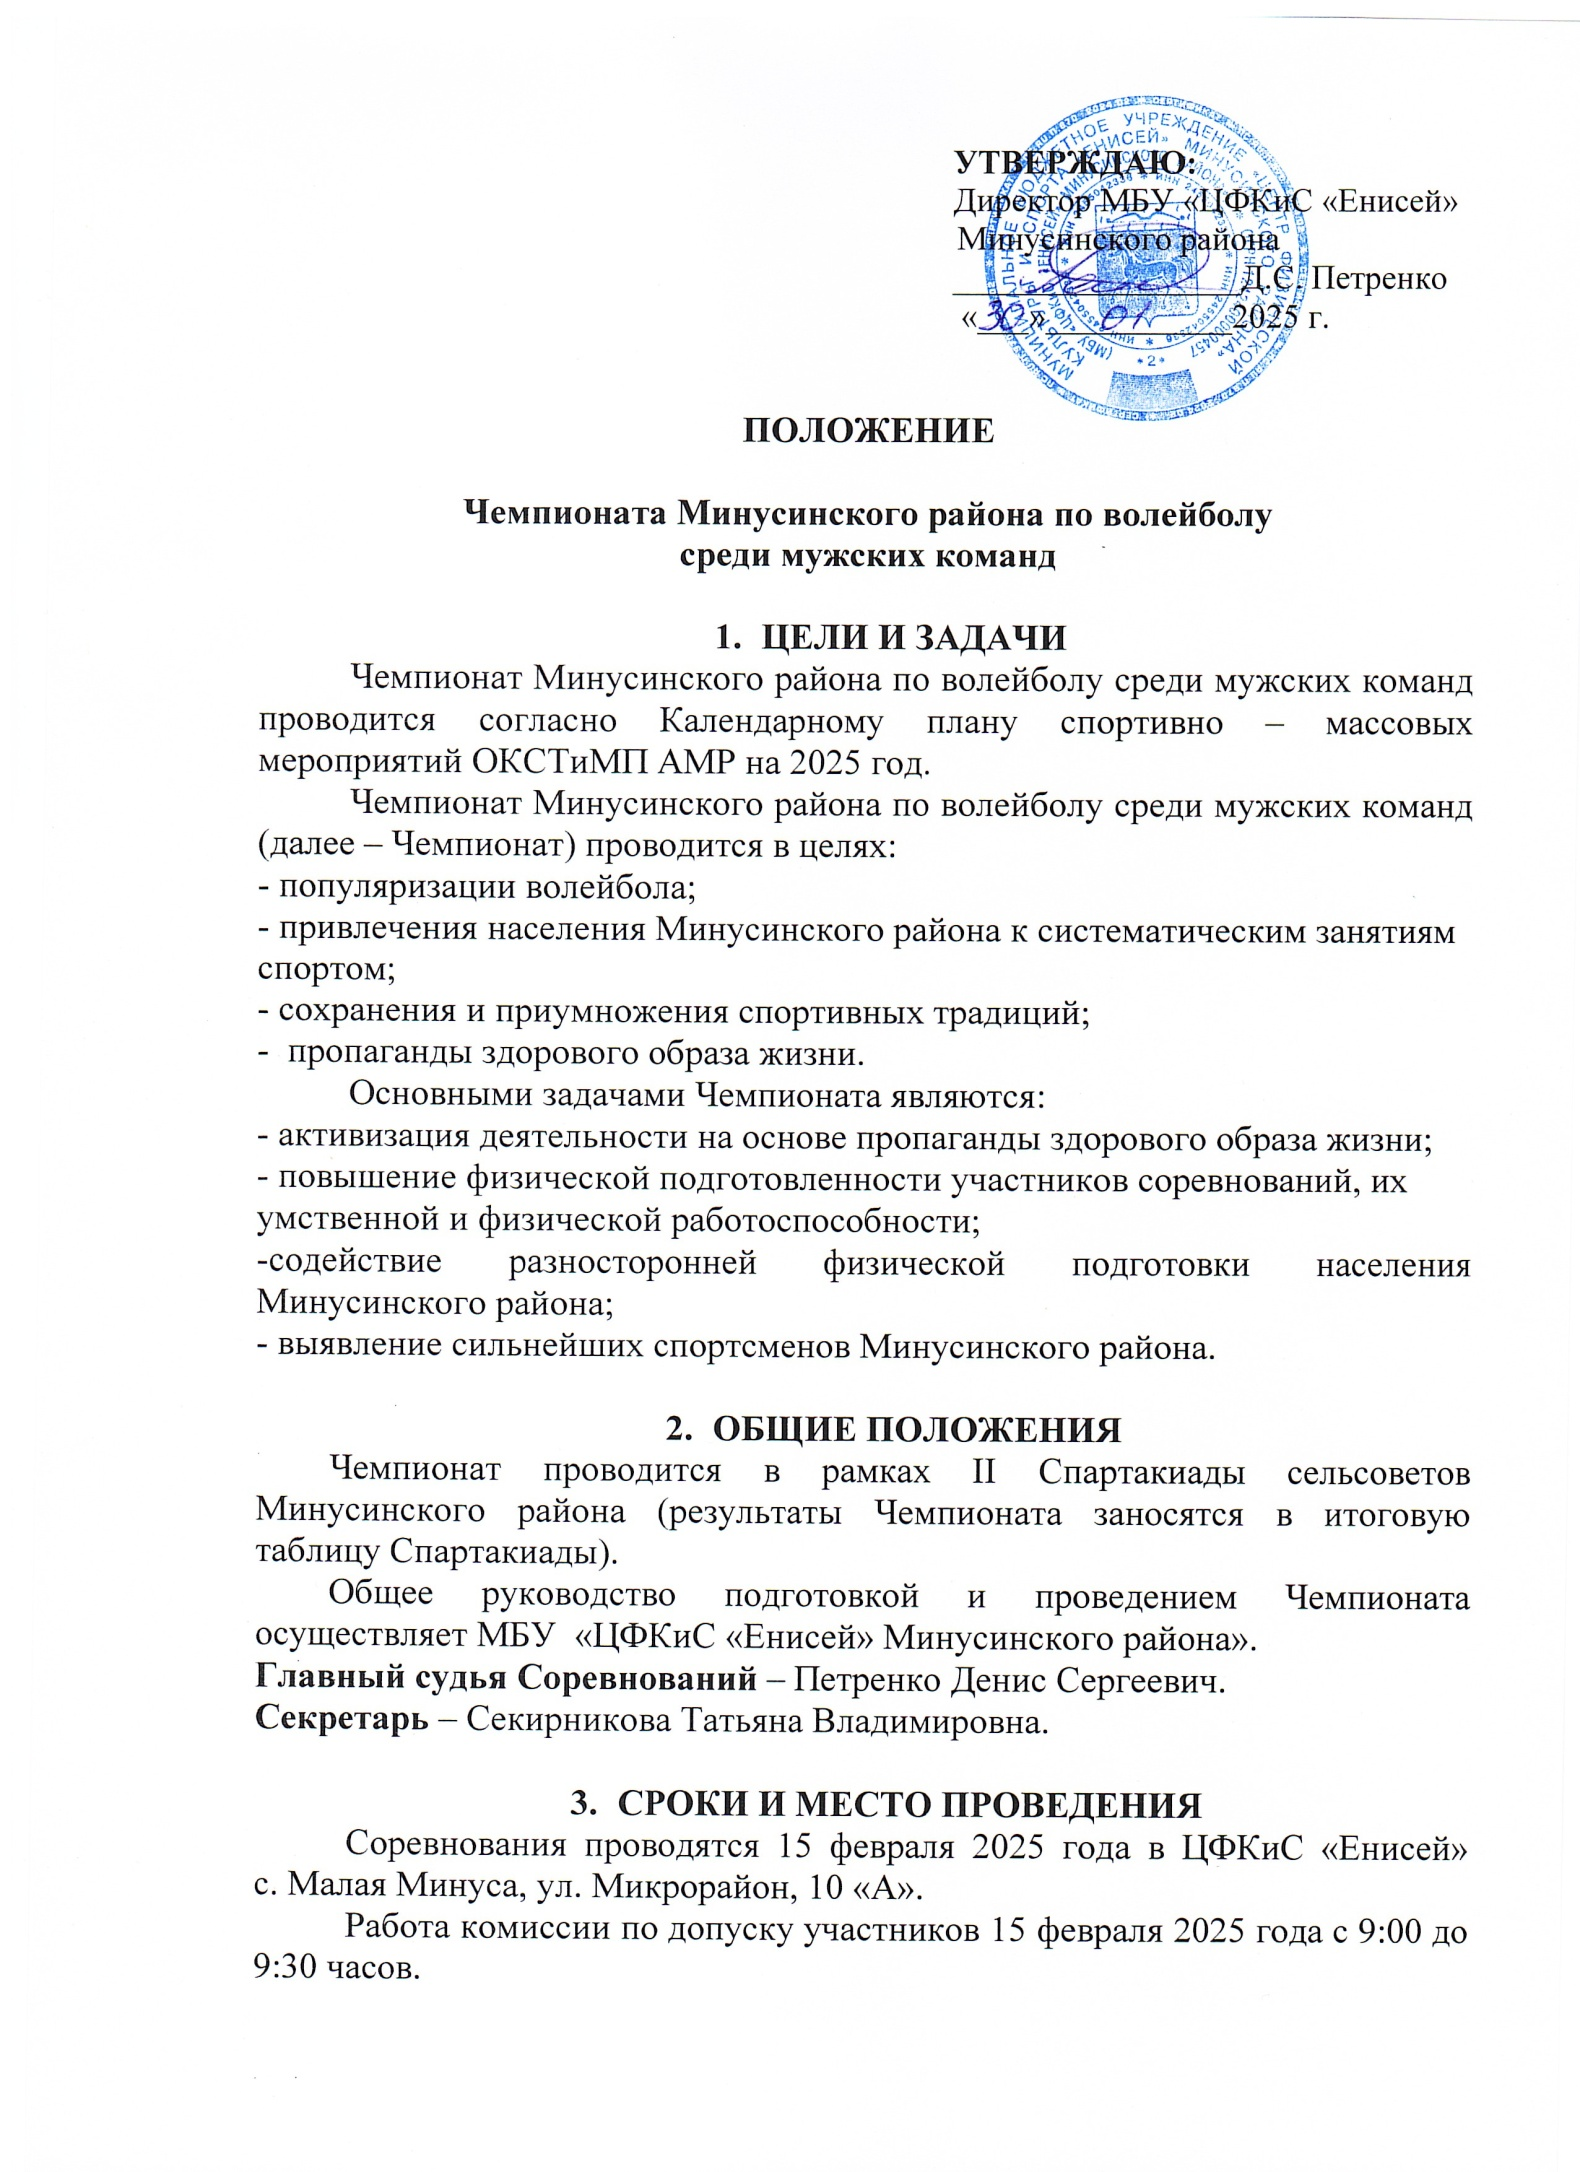 УТВЕРЖДАЮ:
Директор МБУ «ЦФКиС «Енисей»
Минусинского района
Д.С. Петренко
«30» 01 2025 г.
ПОЛОЖЕНИЕ
Чемпионата Минусинского района по волейболу
среди мужских команд
1. ЦЕЛИ И ЗАДАЧИ
Чемпионат Минусинского района по волейболу среди мужских команд
проводится согласно Календарному плану спортивно – массовых
мероприятий ОКСТиМП АМР на 2025 год.
Чемпионат Минусинского района по волейболу среди мужских команд
(далее – Чемпионат) проводится в целях:
- популяризации волейбола;
- привлечения населения Минусинского района к систематическим занятиям
спортом;
- сохранения и приумножения спортивных традиций;
- пропаганды здорового образа жизни.
Основными задачами Чемпионата являются:
- активизация деятельности на основе пропаганды здорового образа жизни;
- повышение физической подготовленности участников соревнований, их
умственной и физической работоспособности;
-содействие разносторонней физической подготовки населения
Минусинского района;
- выявление сильнейших спортсменов Минусинского района.
2. ОБЩИЕ ПОЛОЖЕНИЯ
Чемпионат проводится в рамках II Спартакиады сельсоветов
Минусинского района (результаты Чемпионата заносятся в итоговую
таблицу Спартакиады).
Общее руководство подготовкой и проведением Чемпионата
осуществляет МБУ «ЦФКиС «Енисей» Минусинского района».
Главный судья Соревнований – Петренко Денис Сергеевич.
Секретарь – Секирникова Татьяна Владимировна.
3. СРОКИ И МЕСТО ПРОВЕДЕНИЯ
Соревнования проводятся 15 февраля 2025 года в ЦФКиС «Енисей»
с. Малая Минуса, ул. Микрорайон, 10 «А».
Работа комиссии по допуску участников 15 февраля 2025 года с 9:00 до
9:30 часов.